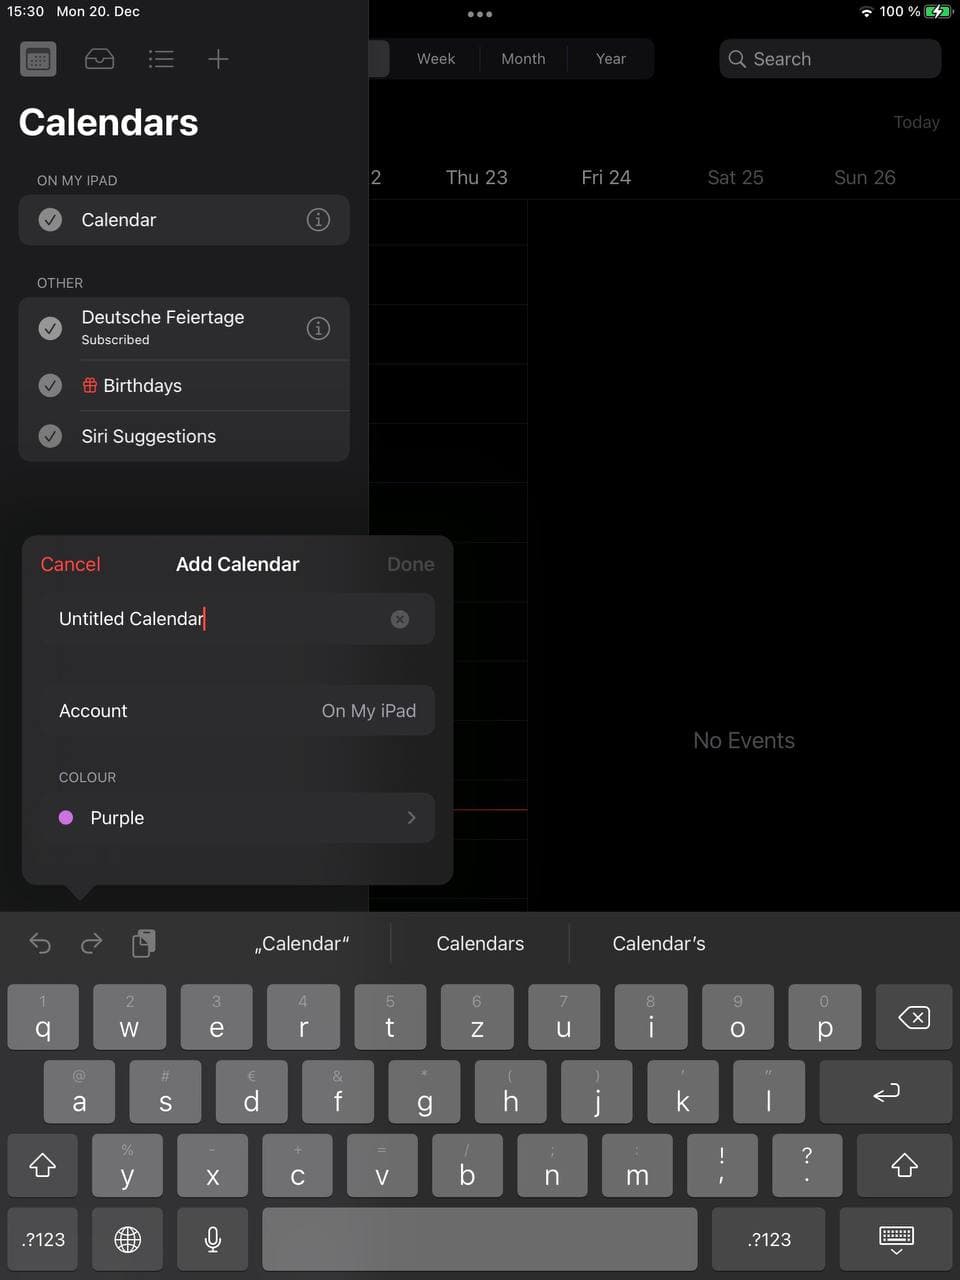 15:30 Mon 20. Dec
100 %
Week Month Year
Search
Calendars
Today
ON MY IPAD
2 Thu 23 Fri 24 Sat 25 Sun 26
Calendar
OTHER
Deutsche Feiertage
Subscribed
Birthdays
Siri Suggestions
Cancel Add Calendar Done
Untitled Calendar
Account On My iPad
No Events
COLOUR
Purple
„Calendar“ Calendars Calendar’s
1 2 3 4 5 6 7 8 9 0
q w e r t z u i o p
@ # € & * ( ) ' "
a s d f g h j k l
% - + = / ; : ! ?
y x c v b n m , .
.?123 .?123